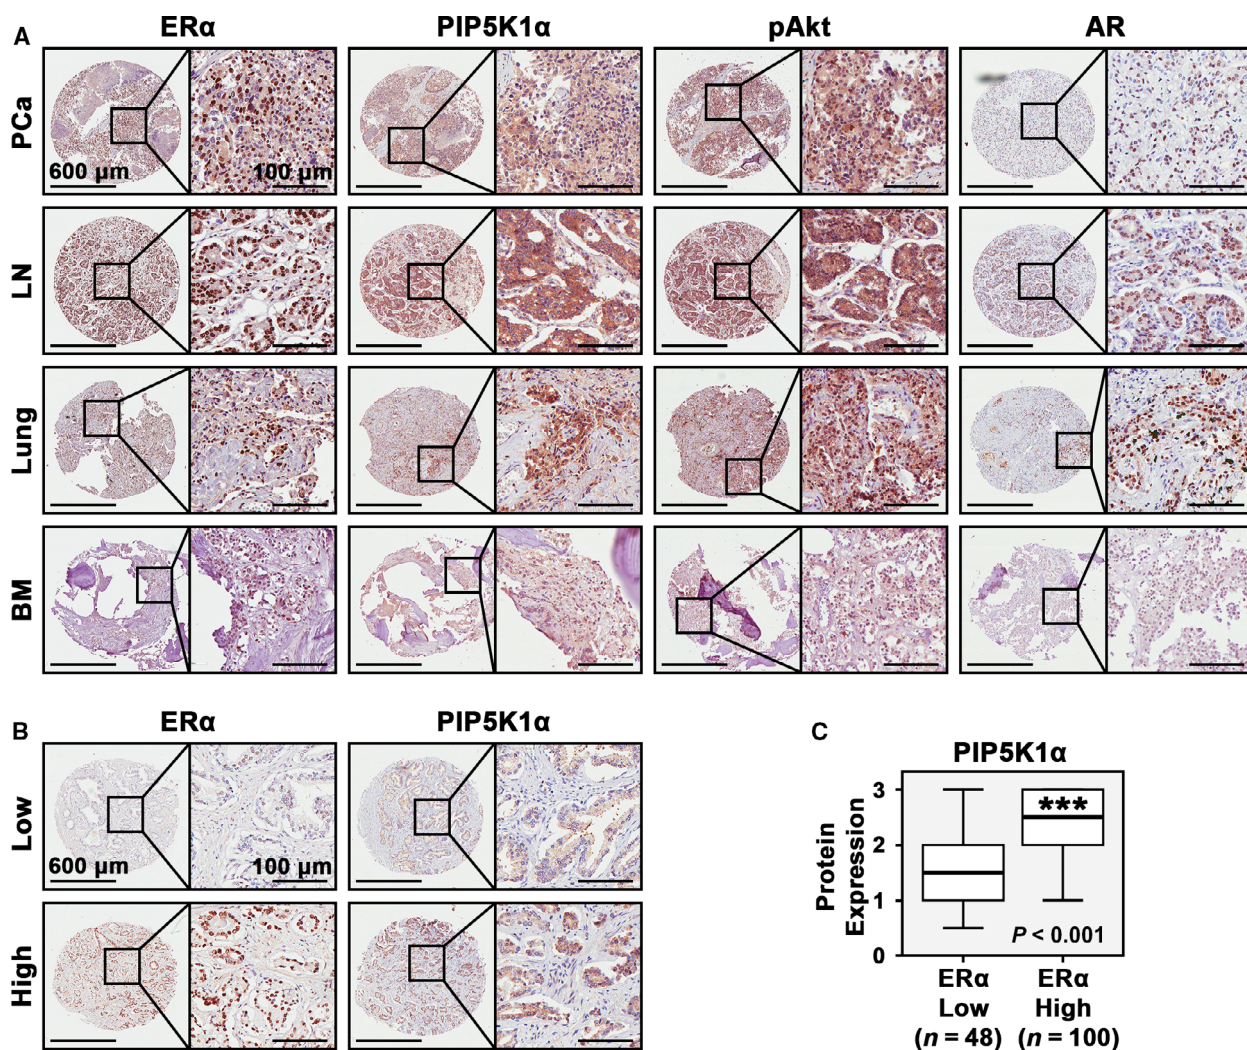 A
ERα PIP5K1α pAkt AR
PCa
600 µm 100 µm
LN
Lung
BM
B
ERα PIP5K1α
Low
600 µm 100 µm
High
C
PIP5K1α
Protein
Expression
3
2
1
0
***
P < 0.001
ERα ERα
Low High
(n = 48) (n = 100)